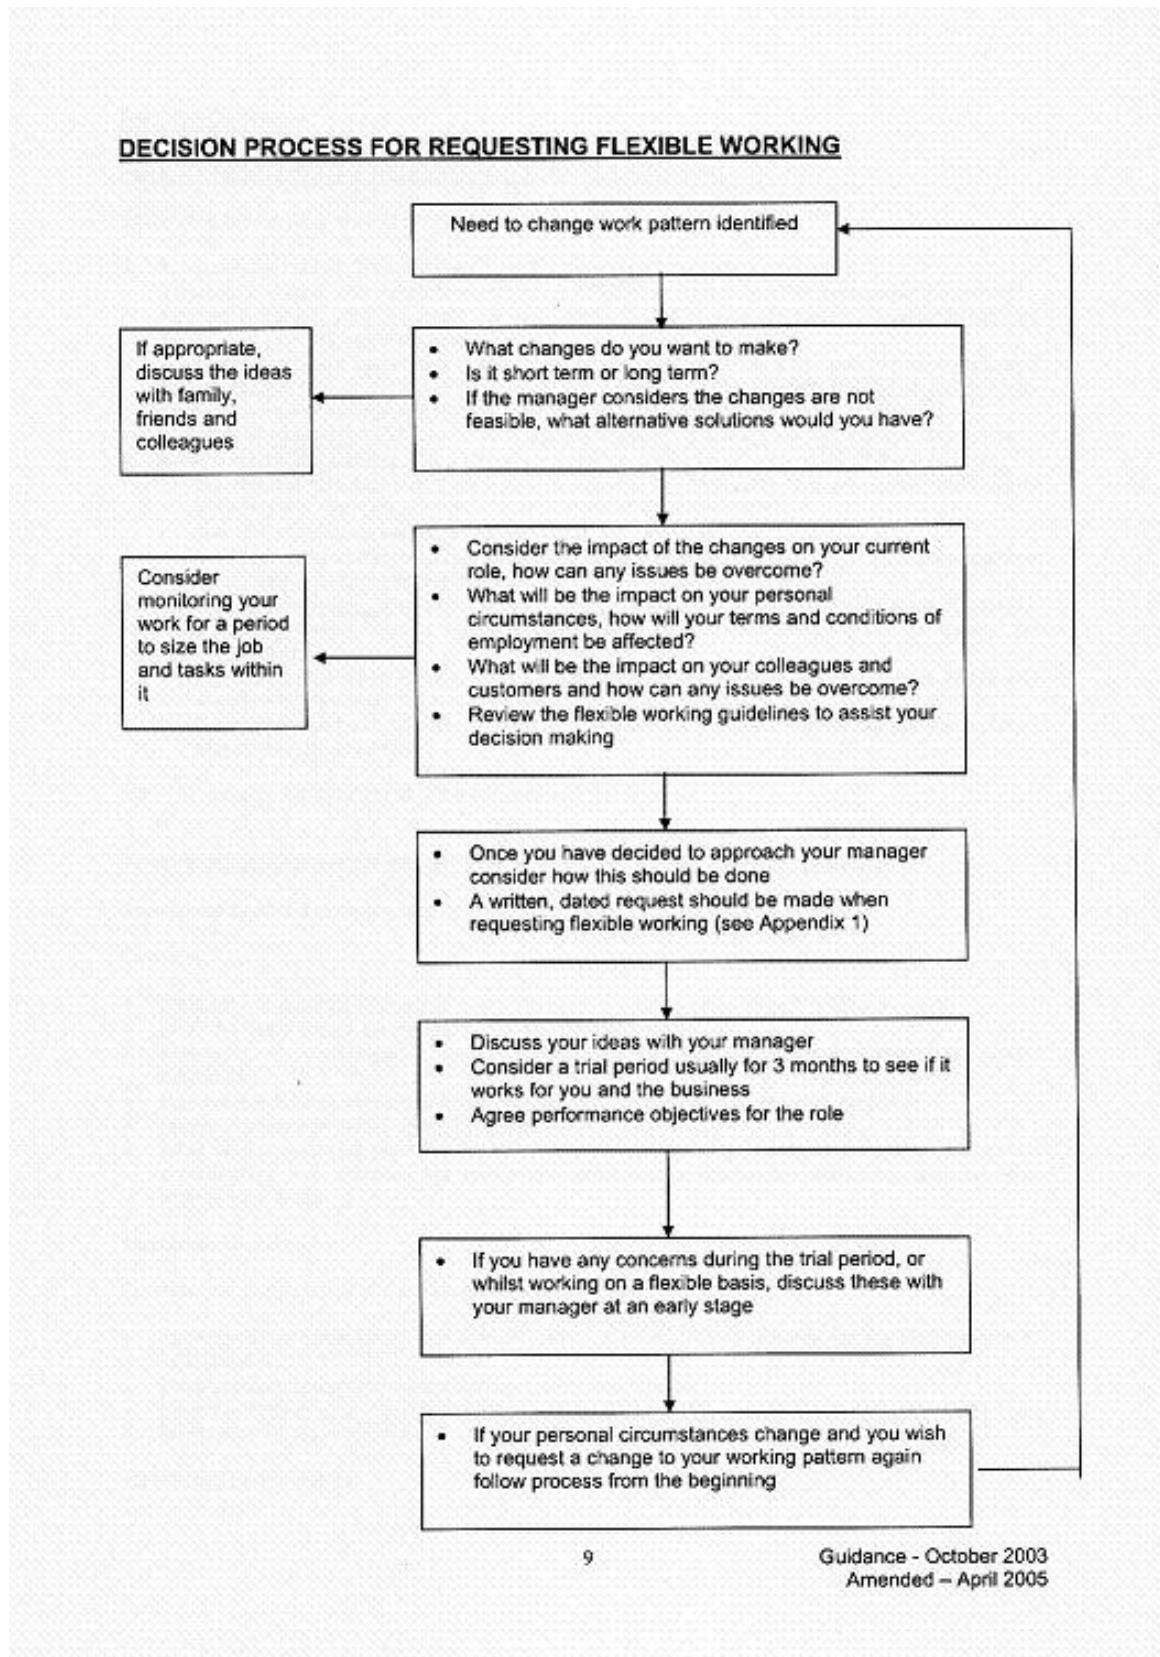 DECISION PROCESS FOR REQUESTING FLEXIBLE WORKING
Need to change work pattern identified
If appropriate,
discuss the ideas
with family,
friends and
colleagues
• What changes do you want to make?
• Is it short term or long term?
• If the manager considers the changes are not
feasible, what alternative solutions would you have?
Consider
monitoring your
work for a period
to size the job
and tasks within
it
• Consider the impact of the changes on your current
role, how can any issues be overcome?
• What will be the impact on your personal
circumstances, how will your terms and conditions of
employment be affected?
• What will be the impact on your colleagues and
customers and how can any issues be overcome?
• Review the flexible working guidelines to assist your
decision making
• Once you have decided to approach your manager
consider how this should be done
• A written, dated request should be made when
requesting flexible working (see Appendix 1)
• Discuss your ideas with your manager
• Consider a trial period usually for 3 months to see if it
works for you and the business
• Agree performance objectives for the role
• If you have any concerns during the trial period, or
whilst working on a flexible basis, discuss these with
your manager at an early stage
• If your personal circumstances change and you wish
to request a change to your working pattern again
follow process from the beginning
9
Guidance - October 2003
Amended – April 2005